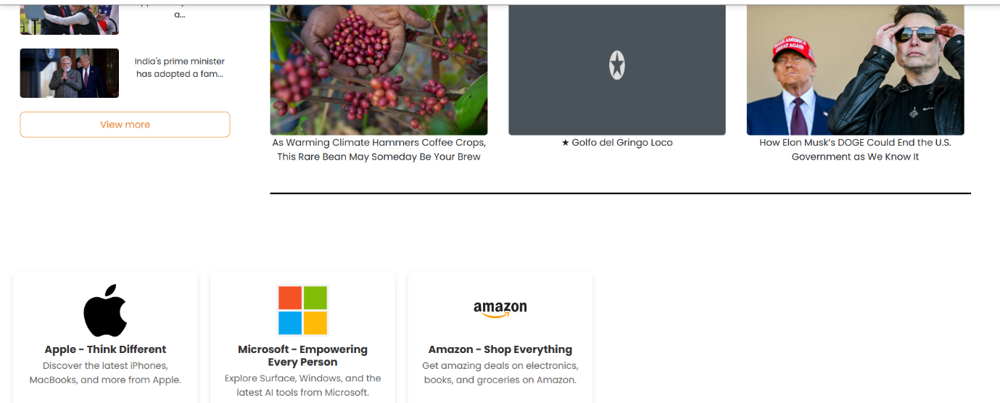 a...
India's prime minister
has adopted a fam...
View more
MAKE AMERICA
GREAT AGAIN
As Warming Climate Hammers Coffee Crops,
This Rare Bean May Someday Be Your Brew
★ Golfo del Gringo Loco
How Elon Musk's DOGE Could End the U.S.
Government as We Know It
amazon
Apple - Think Different
Discover the latest iPhones,
MacBooks, and more from Apple.
Microsoft - Empowering
Every Person
Explore Surface, Windows, and the
latest AI tools from Microsoft.
Amazon - Shop Everything
Get amazing deals on electronics,
books, and groceries on Amazon.